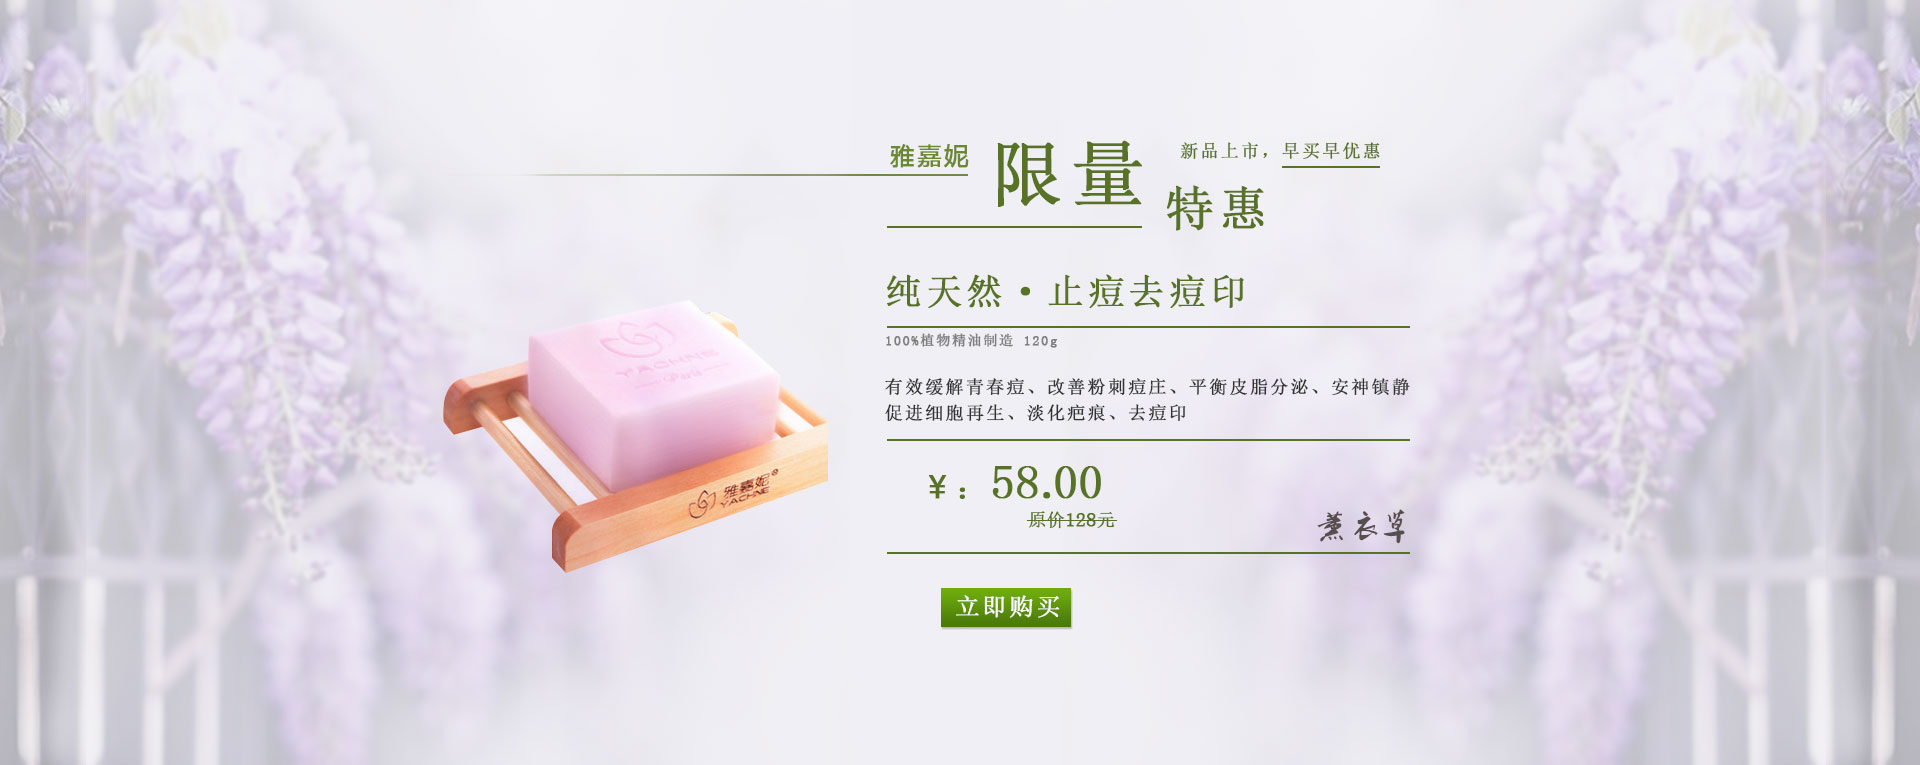 雅嘉妮
限量
新品上市，早买早优惠
特惠
纯天然·止痘去痘印
100%植物精油制造 120g
有效缓解青春痘、改善粉刺痘庄、平衡皮脂分泌、安神镇静
促进细胞再生、淡化疤痕、去痘印
¥：58.00
原价128元
薰衣草
立即购买
YACHNE
雅嘉妮®
YACHNE